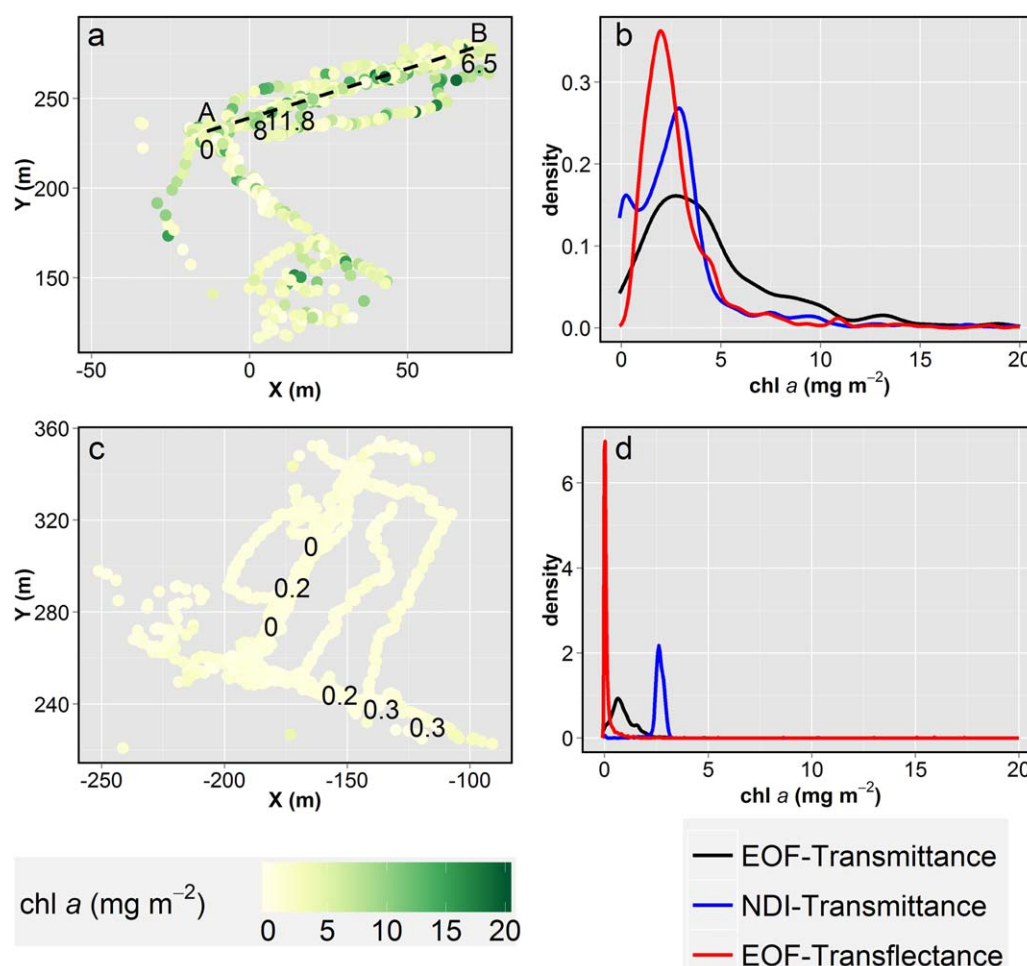 a
B
6.5
A
0
8
11.8
250
200
150
Y (m)
-50
0
50
X (m)
b
0.3
0.2
0.1
0.0
density
0
5
10
15
20
chl a (mg m⁻²)
c
360
320
280
240
Y (m)
0
0.2
0
0.2
0.3
0.3
-250
-200
-150
-100
X (m)
d
6
4
2
0
density
0
5
10
15
20
chl a (mg m⁻²)
chl a (mg m⁻²)
0 5 10 15 20
EOF-Transmittance
NDI-Transmittance
EOF-Transflectance